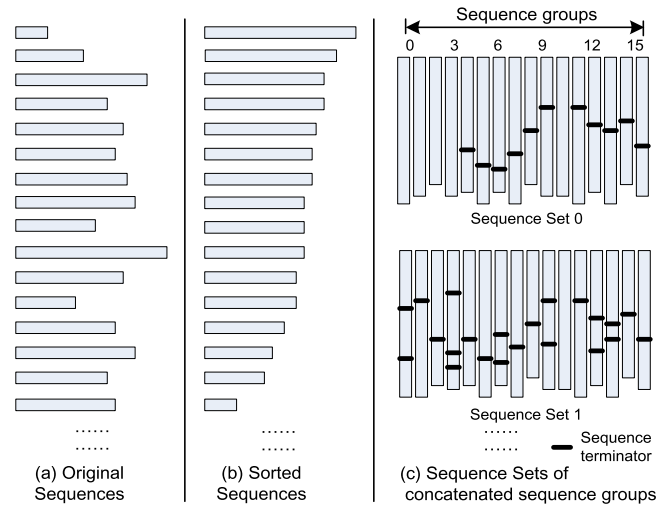 Sequence groups
0 3 6 9 12 15
Sequence Set 0
Sequence Set 1
...... ...... ......
...... ...... ......
Sequence
terminator
(a) Original
Sequences
(b) Sorted
Sequences
(c) Sequence Sets of
concatenated sequence groups